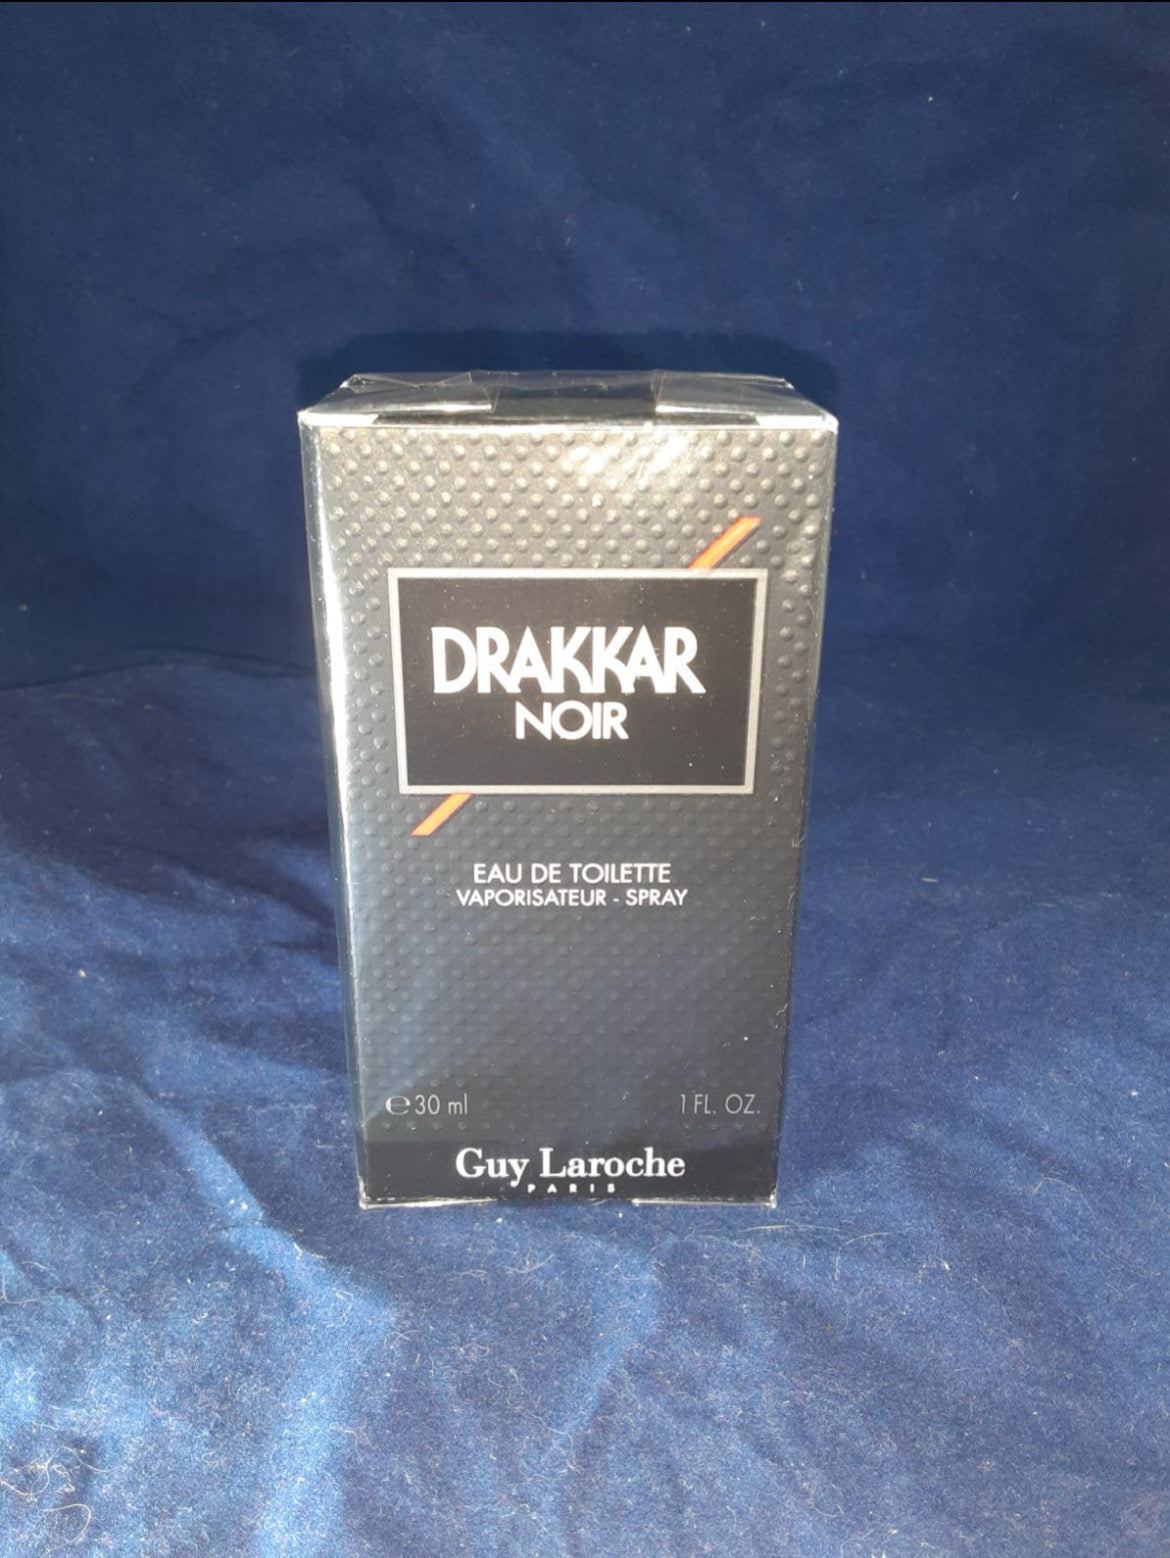 DRAKKAR
NOIR
EAU DE TOILETTE
VAPORISATEUR - SPRAY
℮30 ml 1 FL. OZ.
Guy Laroche
PARIS